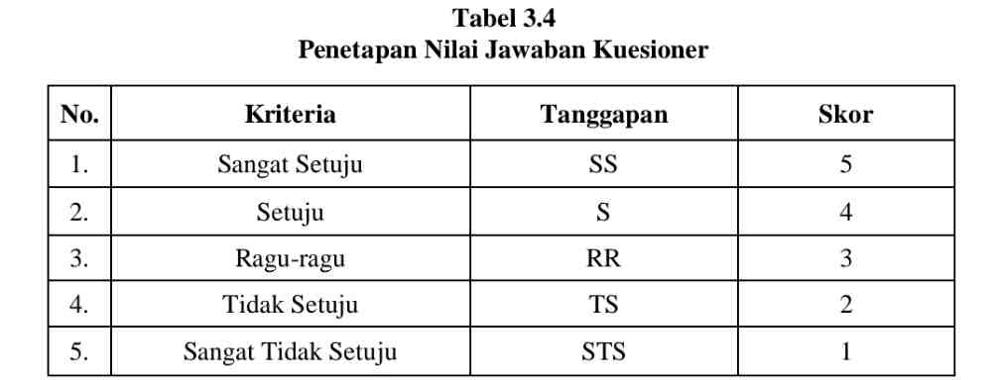 Tabel 3.4
Penetapan Nilai Jawaban Kuesioner
No. Kriteria Tanggapan Skor
1. Sangat Setuju SS 5
2. Setuju S 4
3. Ragu-ragu RR 3
4. Tidak Setuju TS 2
5. Sangat Tidak Setuju STS 1